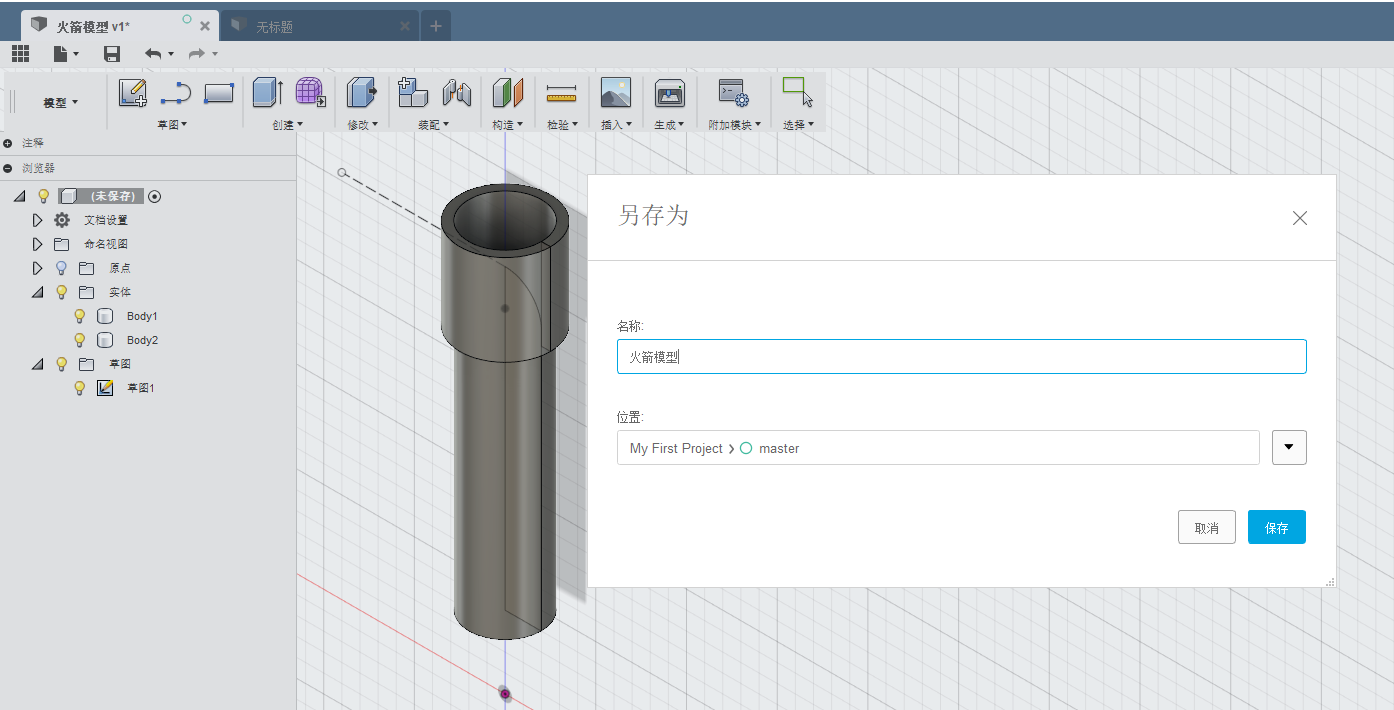 火箭模型 v1*
无标题
模型
草图
创建
修改
装配
构造
检验
插入
生成
附加模块
选择
注释
浏览器
(未保存)
文档设置
命名视图
原点
实体
Body1
Body2
草图
草图1
另存为
名称:
火箭模型
位置:
My First Project > master
取消
保存